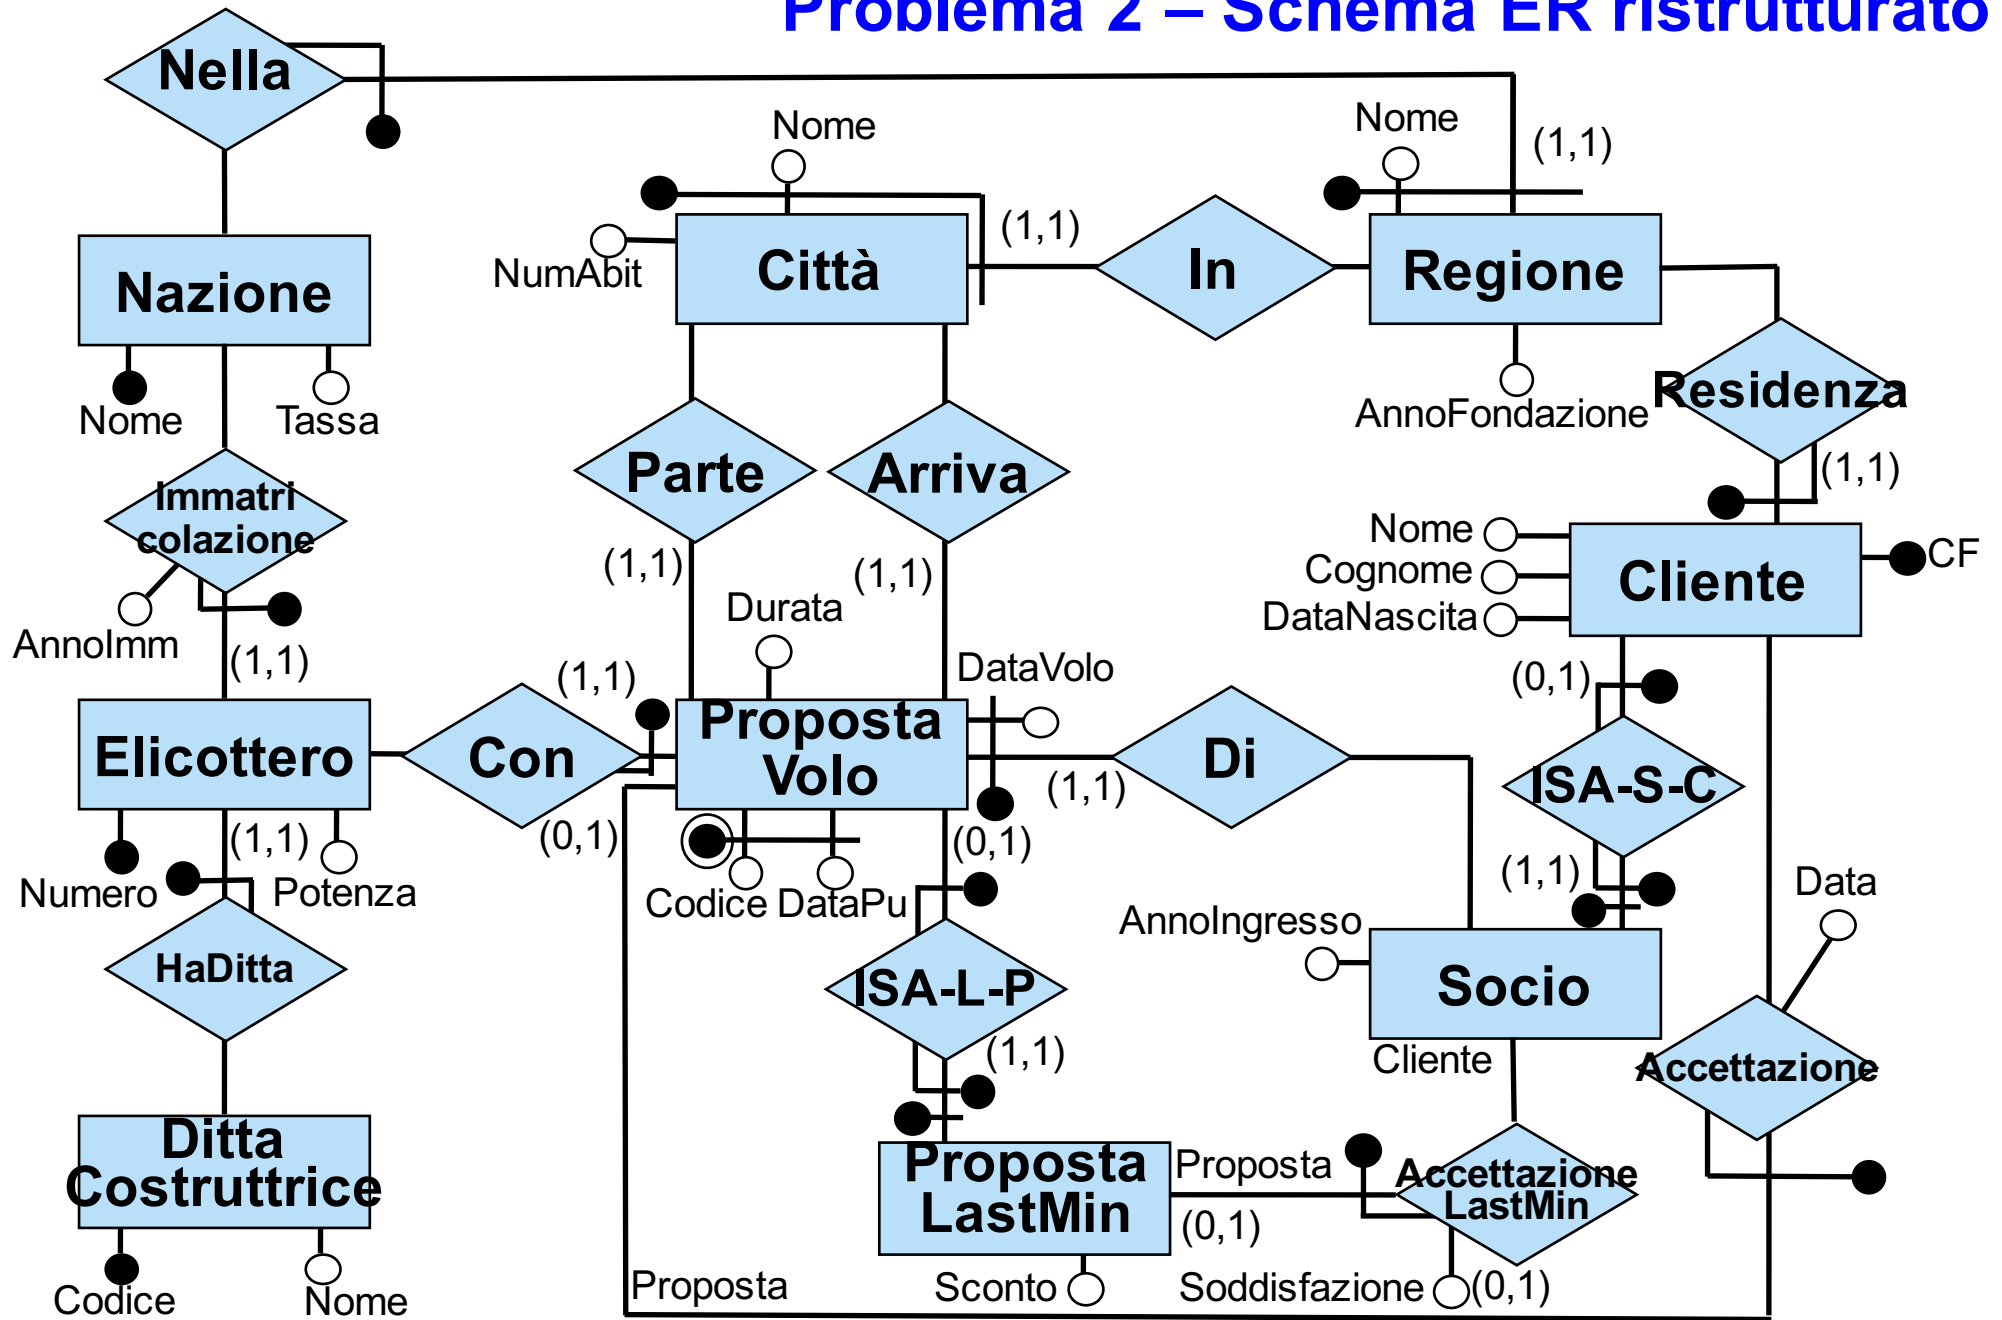 Problema 2 – Schema ER ristrutturato
Nella
Nome
Nome
(1,1)
(1,1)
NumAbit
Città
In
Regione
Nazione
Nome
Tassa
AnnoFondazione
Residenza
Parte
Arriva
(1,1)
Immatri
colazione
Nome
CF
Cognome
Cliente
DataNascita
(1,1)
(1,1)
AnnoImm
Durata
(1,1)
(1,1)
DataVolo
(0,1)
Elicottero
Con
Proposta
Volo
Di
ISA-S-C
(1,1)
(1,1)
(0,1)
(0,1)
(1,1)
Numero
Potenza
Codice
DataPu
Data
AnnoIngresso
HaDitta
ISA-L-P
Socio
(1,1)
Cliente
Accettazione
Ditta
Costruttrice
Proposta
LastMin
Proposta
(0,1)
Accettazione
LastMin
Codice
Nome
Proposta
Sconto
Soddisfazione
(0,1)